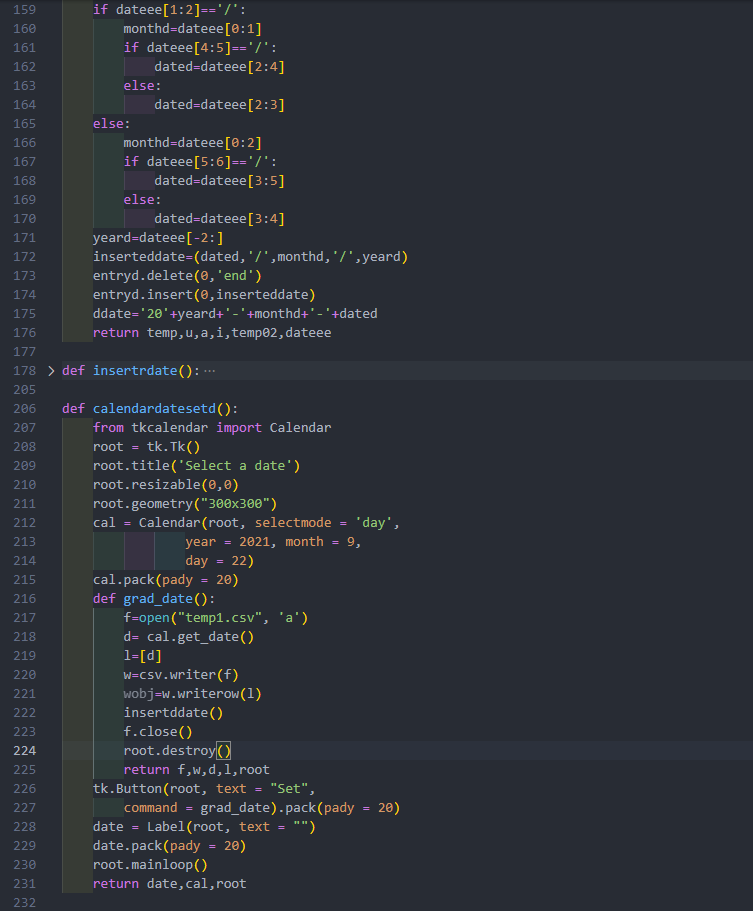 159 if dateee[1:2]=='/':
160 monthd=dateee[0:1]
161 if dateee[4:5]=='/':
162 dated=dateee[2:4]
163 else:
164 dated=dateee[2:3]
165 else:
166 monthd=dateee[0:2]
167 if dateee[5:6]=='/':
168 dated=dateee[3:5]
169 else:
170 dated=dateee[3:4]
171 yeard=dateee[-2:]
172 inserteddate=(dated,'/',monthd,'/',yeard)
173 entryd.delete(0,'end')
174 entryd.insert(0,inserteddate)
175 ddate='20'+yeard+'-'+monthd+'-'+dated
176 return temp,u,a,i,temp02,dateee
177
178 > def insertrdate():···
205
206 def calendardatesetd():
207 from tkcalendar import Calendar
208 root = tk.Tk()
209 root.title('Select a date')
210 root.resizable(0,0)
211 root.geometry("300x300")
212 cal = Calendar(root, selectmode = 'day',
213 year = 2021, month = 9,
214 day = 22)
215 cal.pack(pady = 20)
216 def grad_date():
217 f=open("temp1.csv", 'a')
218 d= cal.get_date()
219 l=[d]
220 w=csv.writer(f)
221 wobj=w.writerow(l)
222 insertddate()
223 f.close()
224 root.destroy()
225 return f,w,d,l,root
226 tk.Button(root, text = "Set",
227 command = grad_date).pack(pady = 20)
228 date = Label(root, text = "")
229 date.pack(pady = 20)
230 root.mainloop()
231 return date,cal,root
232